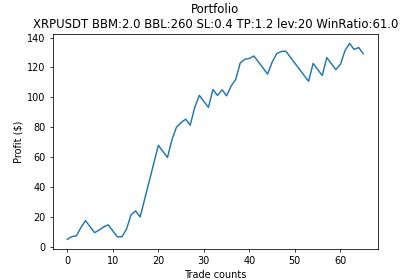 Portfolio
XRPUSDT BBM:2.0 BBL:260 SL:0.4 TP:1.2 lev:20 WinRatio:61.0
140
120
100
80
60
40
20
0
Profit ($)
0 10 20 30 40 50 60
Trade counts